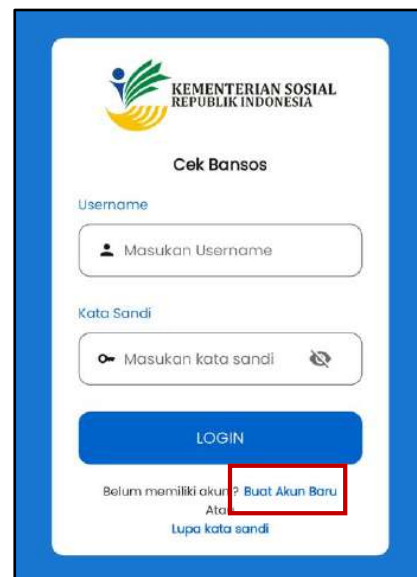 KEMENTERIAN SOSIAL
REPUBLIK INDONESIA
Cek Bansos
Username
Masukan Username
Kata Sandi
Masukan kata sandi
LOGIN
Belum memiliki akun? Buat Akun Baru
Atau
Lupa kata sandi